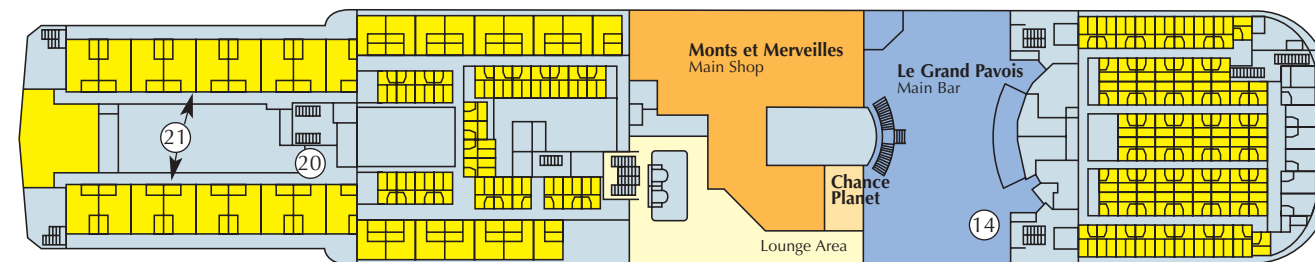 Monts et Merveilles
Main Shop
Le Grand Pavois
Main Bar
21
20
Chance
Planet
14
Lounge Area